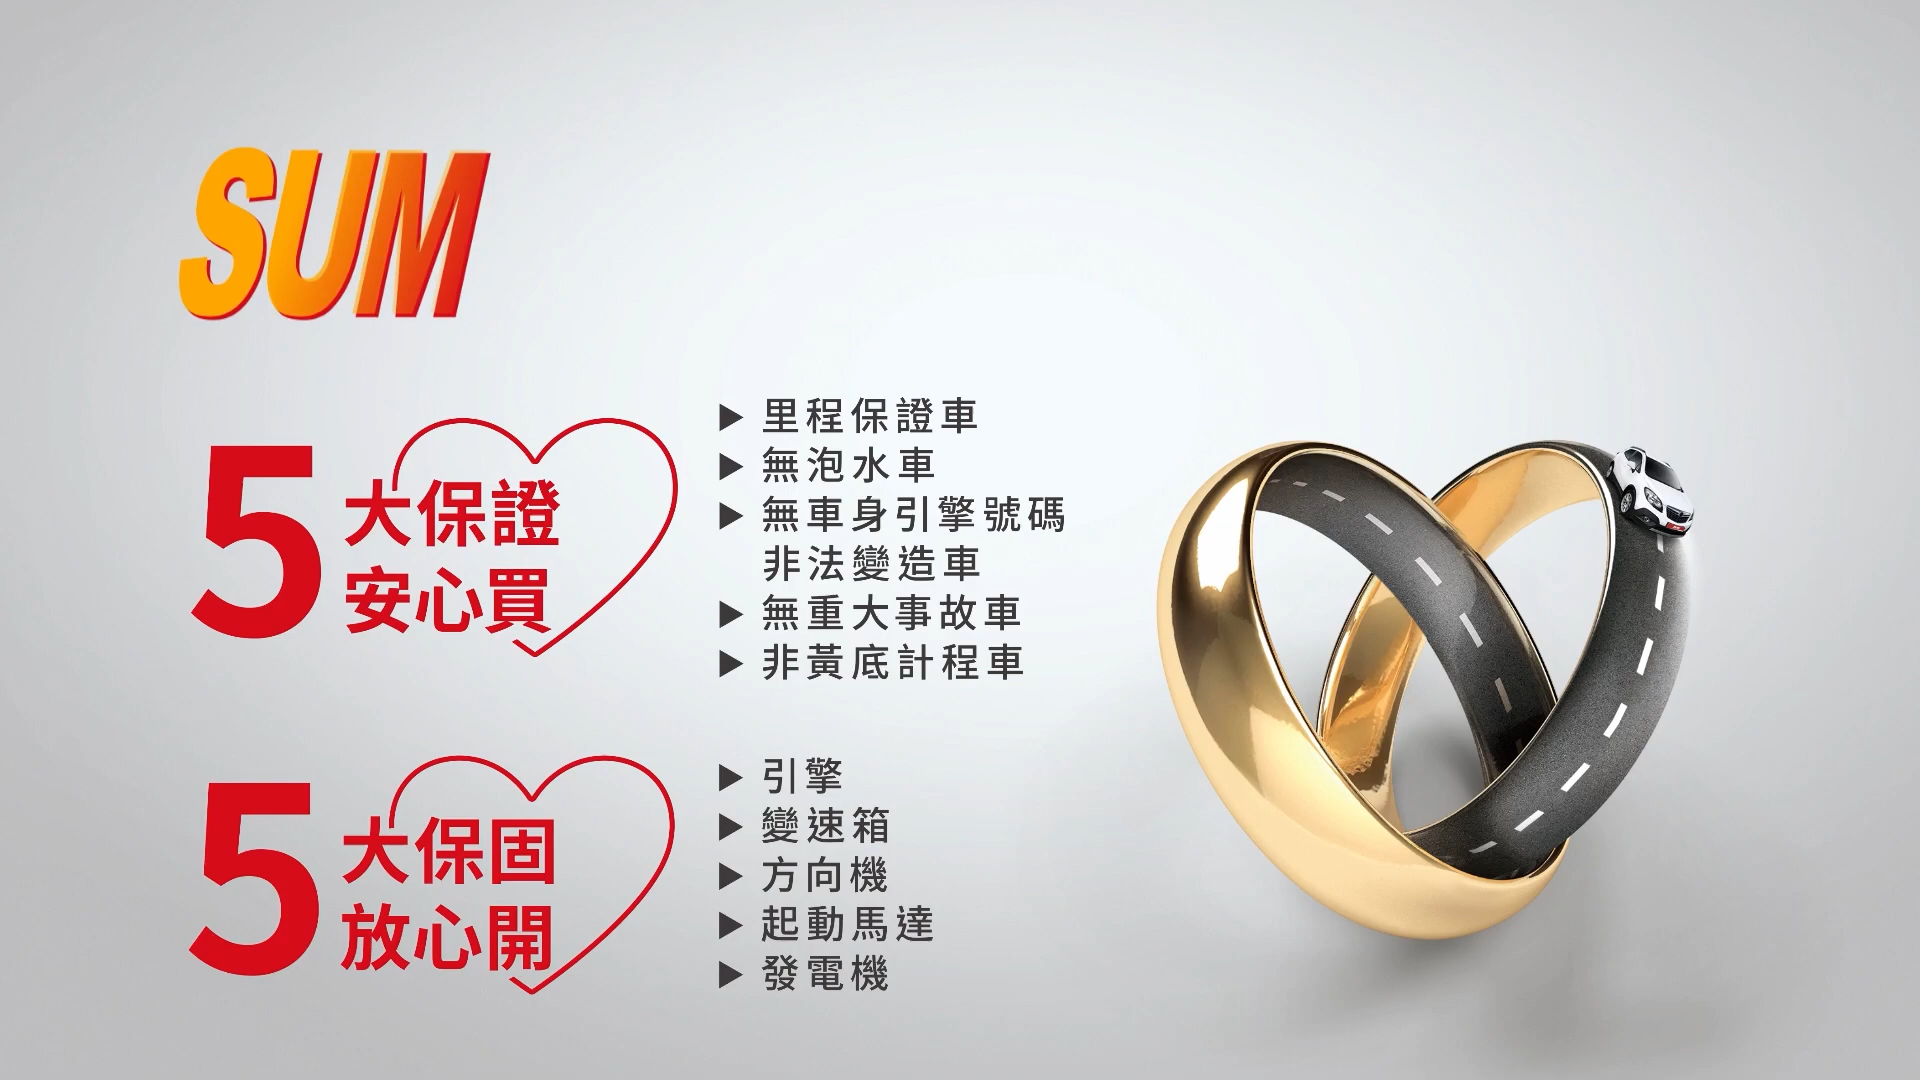 SUM
5大保證
安心買
▶ 里程保證車
▶ 無泡水車
▶ 無車身引擎號碼
非法變造車
▶ 無重大事故車
▶ 非黃底計程車
5大保固
放心開
▶ 引擎
▶ 變速箱
▶ 方向機
▶ 起動馬達
▶ 發電機